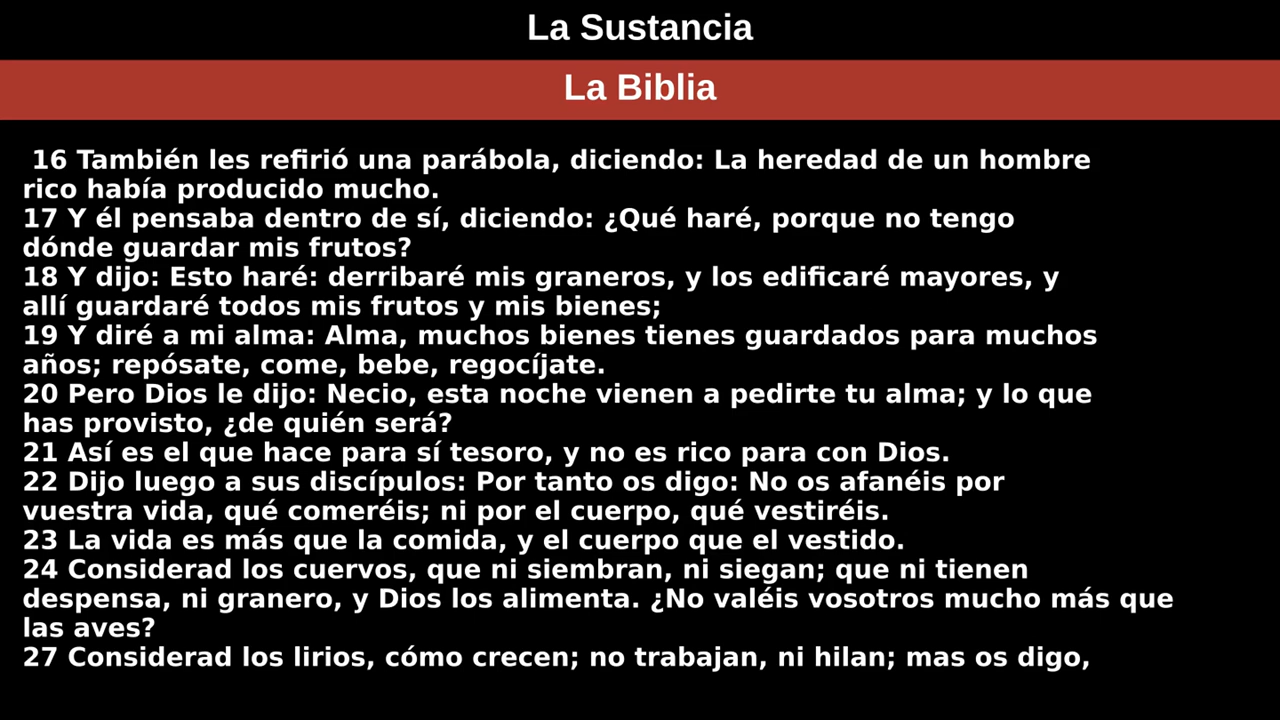 La Sustancia
La Biblia
16 También les refirió una parábola, diciendo: La heredad de un hombre
rico había producido mucho.
17 Y él pensaba dentro de sí, diciendo: ¿Qué haré, porque no tengo
dónde guardar mis frutos?
18 Y dijo: Esto haré: derribaré mis graneros, y los edificaré mayores, y
allí guardaré todos mis frutos y mis bienes;
19 Y diré a mi alma: Alma, muchos bienes tienes guardados para muchos
años; repósate, come, bebe, regocíjate.
20 Pero Dios le dijo: Necio, esta noche vienen a pedirte tu alma; y lo que
has provisto, ¿de quién será?
21 Así es el que hace para sí tesoro, y no es rico para con Dios.
22 Dijo luego a sus discípulos: Por tanto os digo: No os afanéis por
vuestra vida, qué comeréis; ni por el cuerpo, qué vestiréis.
23 La vida es más que la comida, y el cuerpo que el vestido.
24 Considerad los cuervos, que ni siembran, ni siegan; que ni tienen
despensa, ni granero, y Dios los alimenta. ¿No valéis vosotros mucho más que
las aves?
27 Considerad los lirios, cómo crecen; no trabajan, ni hilan; mas os digo,